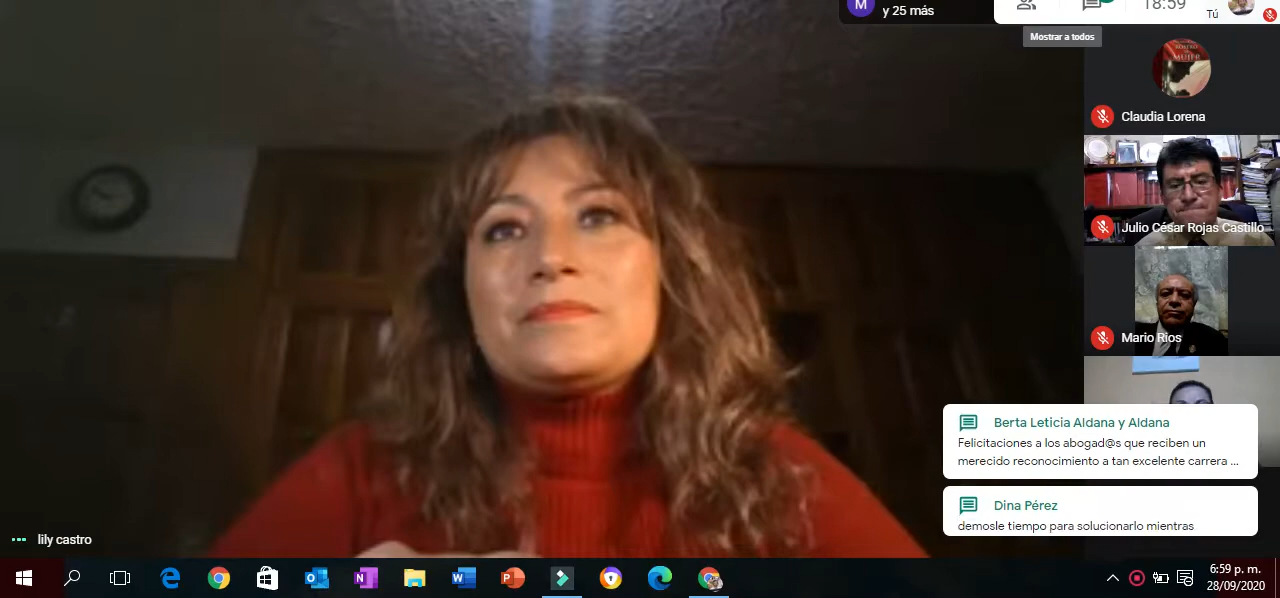 M
y 25 más
18:59
Tú
Mostrar a todos
MUJER
Claudia Lorena
Julio César Rojas Castillo
Mario Rios
Berta Leticia Aldana y Aldana
Felicitaciones a los abogad@s que reciben un
merecido reconocimiento a tan excelente carrera ...
Dina Pérez
demosle tiempo para solucionarlo mientras
lily castro
6:59 p. m.
28/09/2020